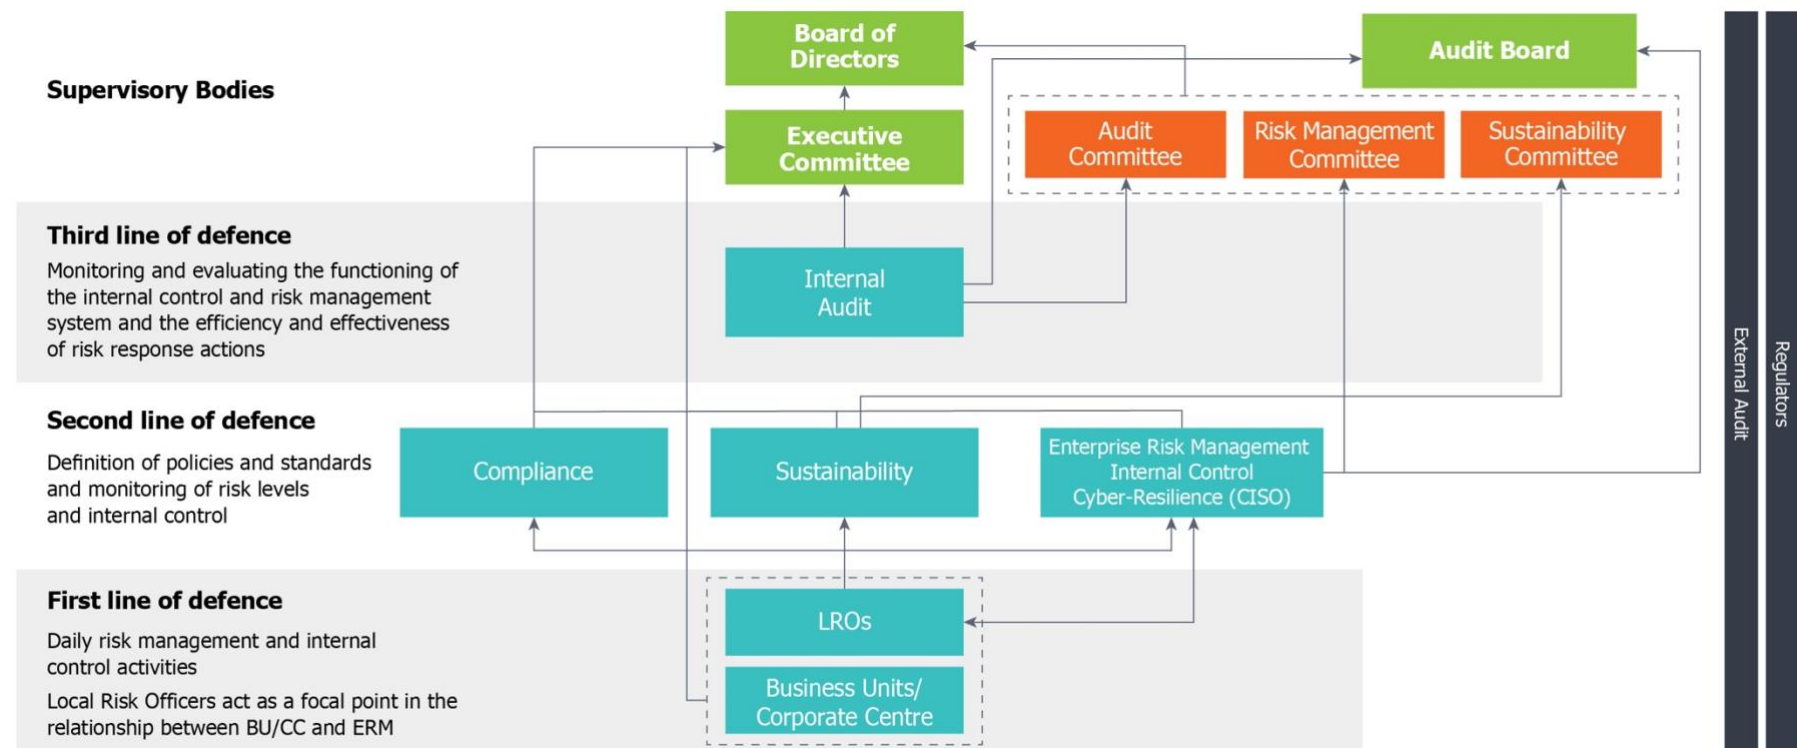 Board of
Directors
Audit Board
Supervisory Bodies
Executive
Committee
Audit
Committee
Risk Management
Committee
Sustainability
Committee
Third line of defence
Monitoring and evaluating the functioning of
the internal control and risk management
system and the efficiency and effectiveness
of risk response actions
Internal
Audit
Second line of defence
Definition of policies and standards
and monitoring of risk levels
and internal control
Compliance
Sustainability
Enterprise Risk Management
Internal Control
Cyber-Resilience (CISO)
First line of defence
Daily risk management and internal
control activities
Local Risk Officers act as a focal point in the
relationship between BU/CC and ERM
LROs
Business Units/
Corporate Centre
External Audit
Regulators